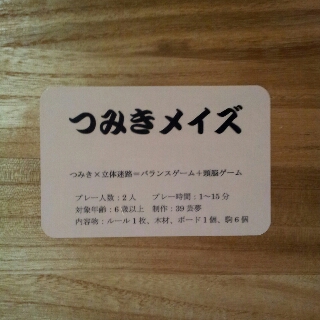 つみきメイズ
つみき×立体迷路＝バランスゲーム＋頭脳ゲーム
プレー人数：2人　プレー時間：1〜15分
対象年齢：6歳以上　制作：39芸夢
内容物：ルール1枚、木材、ボード1個、駒6個